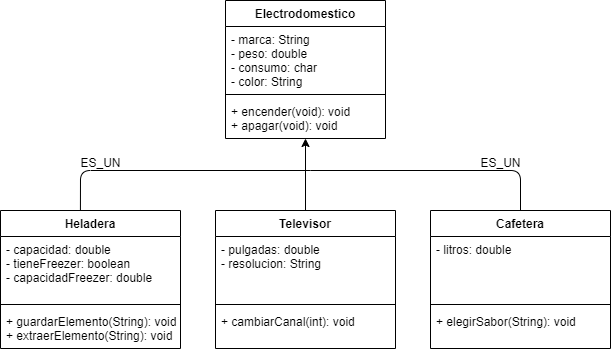 Electrodomestico
- marca: String
- peso: double
- consumo: char
- color: String
+ encender(void): void
+ apagar(void): void
ES_UN
ES_UN
Heladera
- capacidad: double
- tieneFreezer: boolean
- capacidadFreezer: double
+ guardarElemento(String): void
+ extraerElemento(String): void
Televisor
- pulgadas: double
- resolucion: String
+ cambiarCanal(int): void
Cafetera
- litros: double
+ elegirSabor(String): void